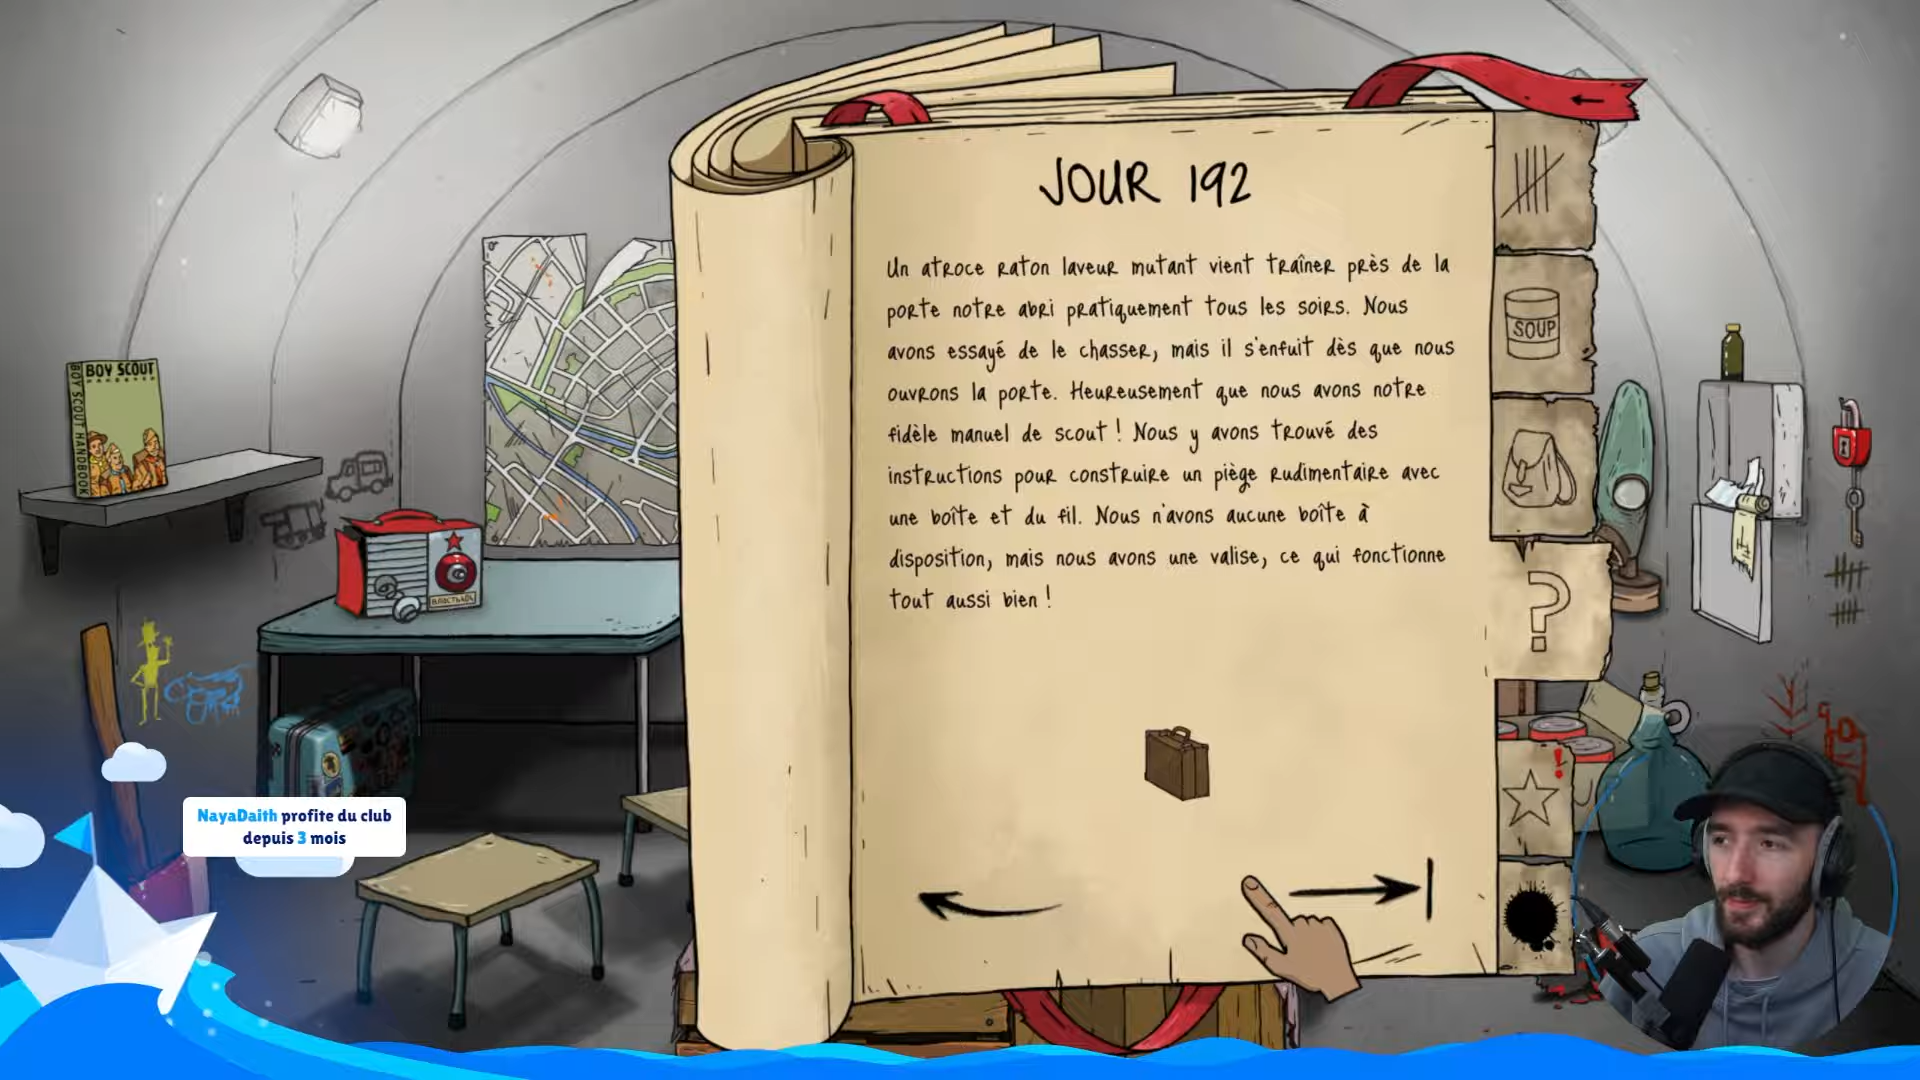 JOUR 192
Un atroce raton laveur mutant vient traîner près de la
porte notre abri pratiquement tous les soirs. Nous
avons essayé de le chasser, mais il s'enfuit dès que nous
ouvrons la porte. Heureusement que nous avons notre
fidèle manuel de scout ! Nous y avons trouvé des
instructions pour construire un piège rudimentaire avec
une boîte et du fil. Nous n'avons aucune boîte à
disposition, mais nous avons une valise, ce qui fonctionne
tout aussi bien !
SOUP
?
BOY SCOUT
HANDBOOK
BOY SCOUT HANDBOOK
NayaDaith profite du club
depuis 3 mois